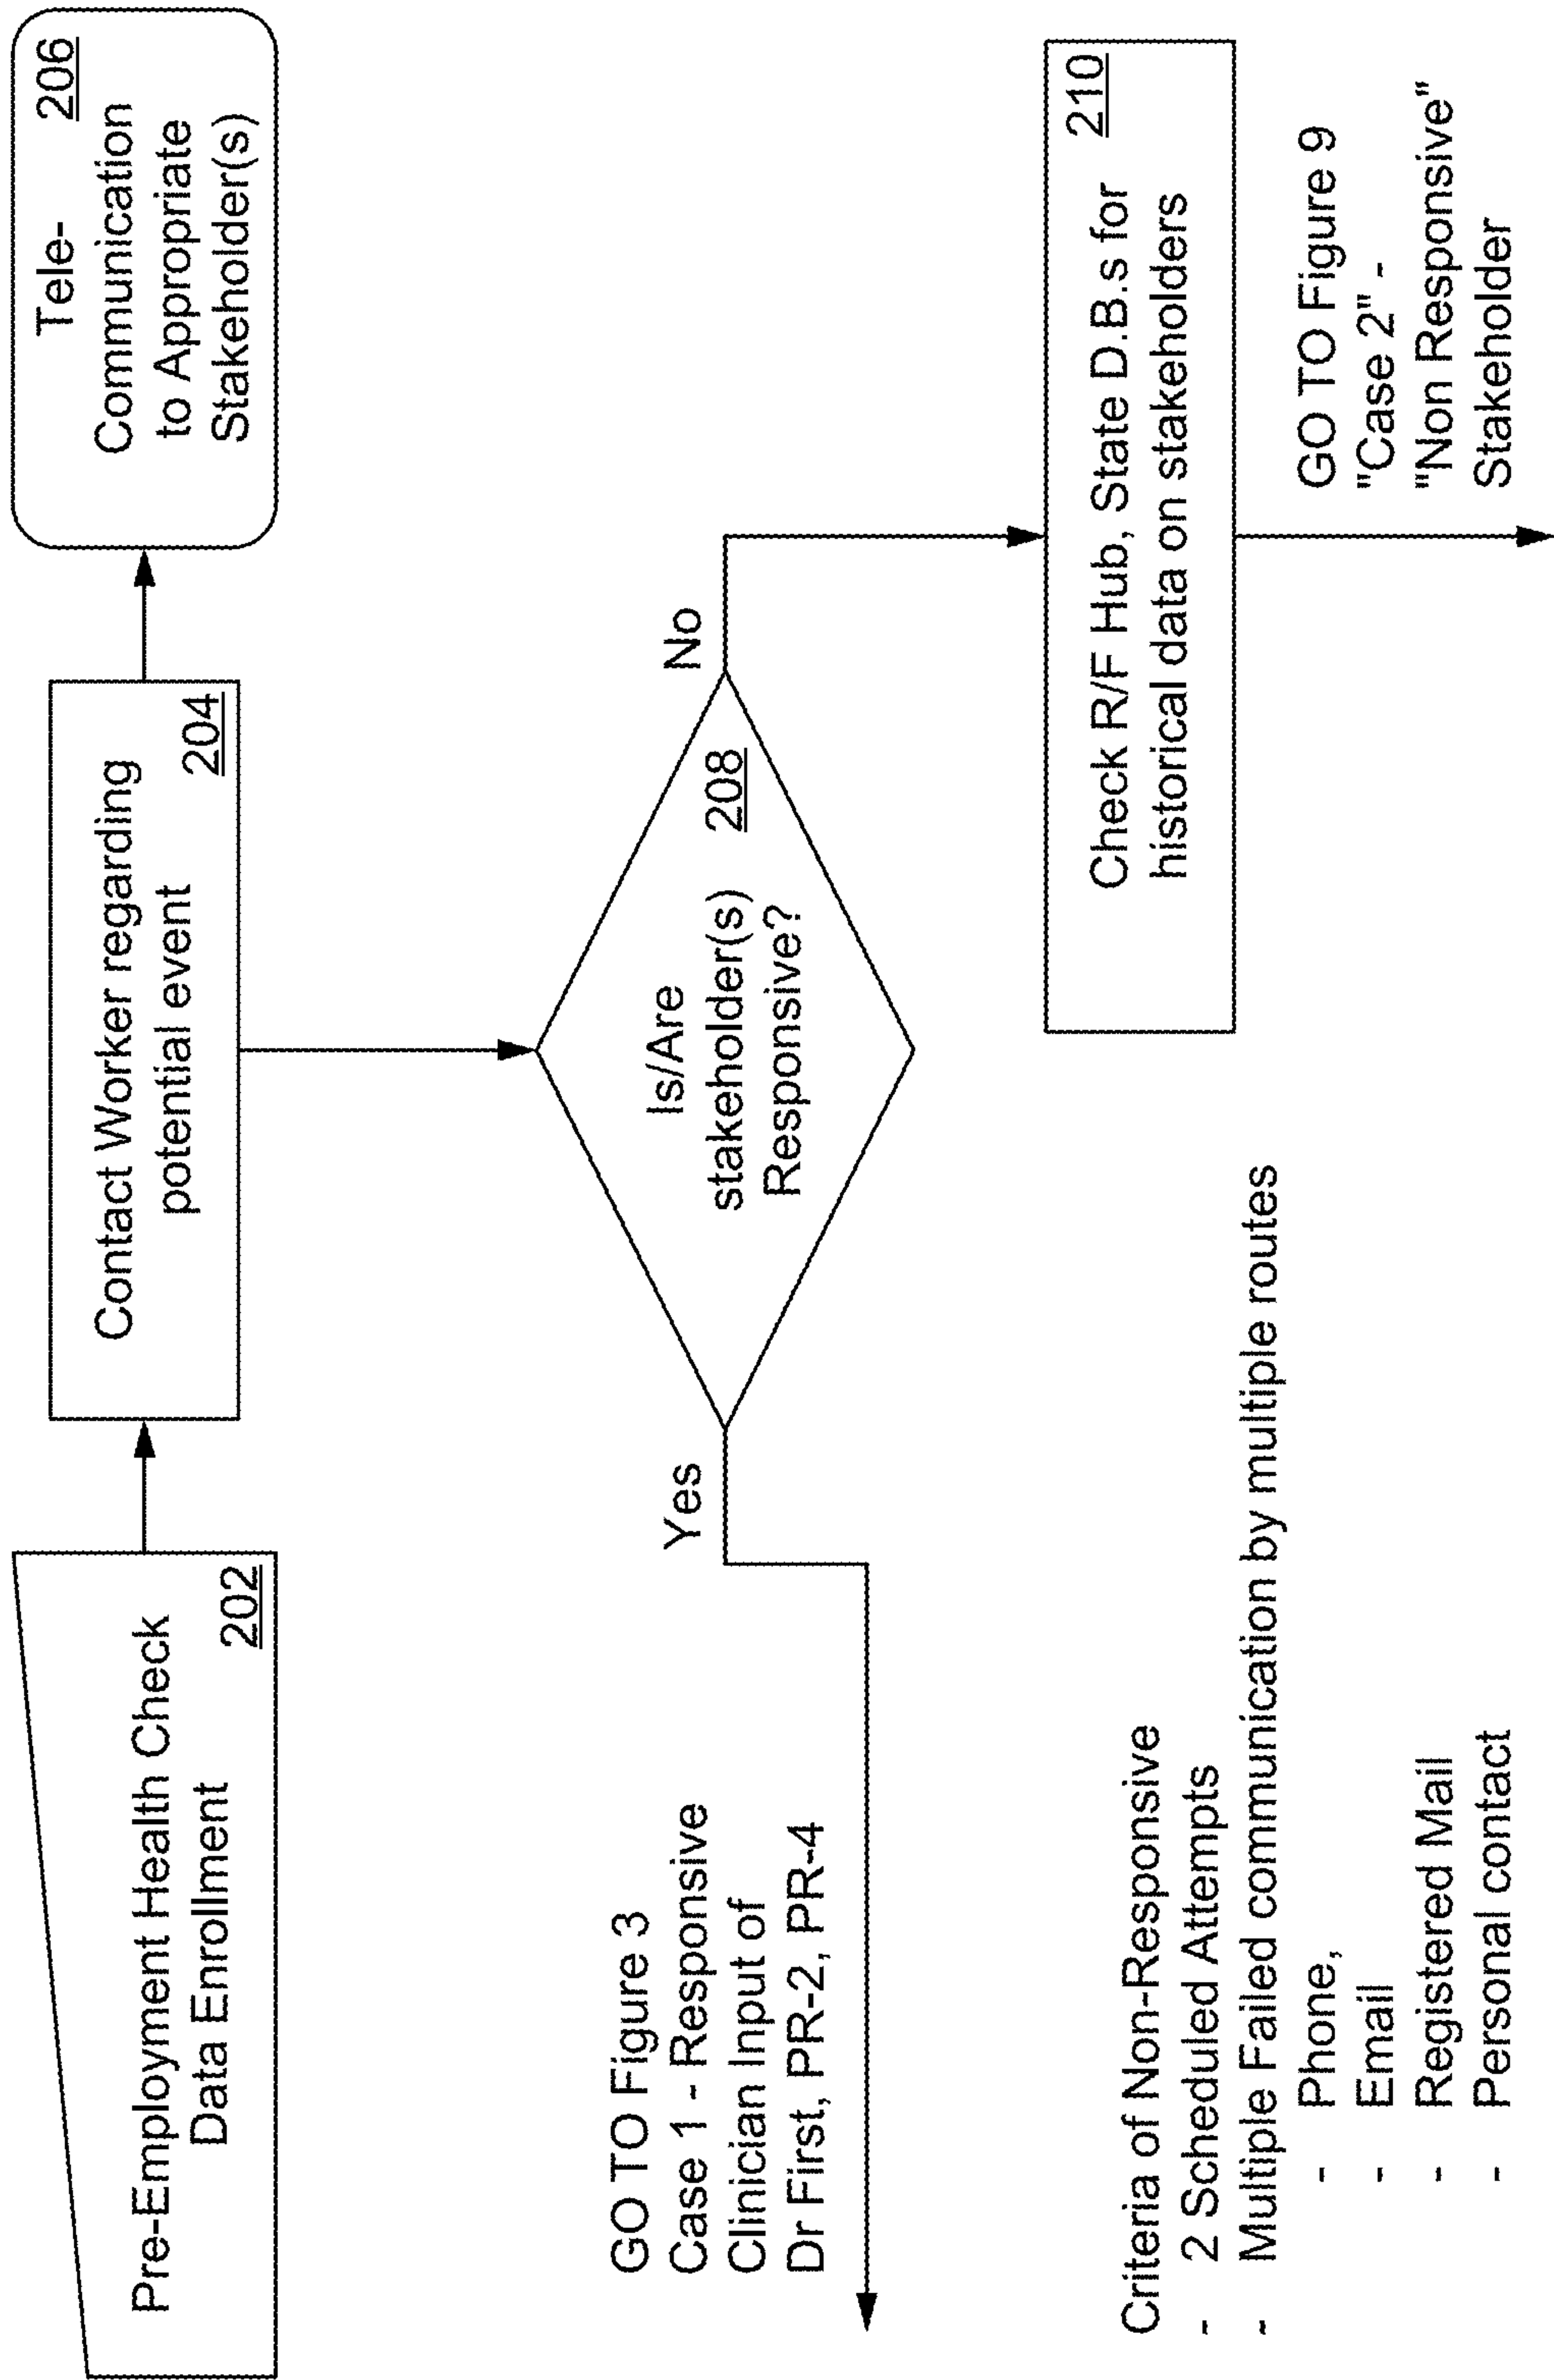 Pre-Employment Health Check
Data Enrollment
202
Contact Worker regarding
potential event
204
Tele-
206
Communication
to Appropriate
Stakeholder(s)
Is/Are
stakeholder(s)
208
Responsive?
Yes
No
GO TO Figure 3
Case 1 - Responsive
Clinician Input of
Dr First, PR-2, PR-4
210
Check R/F Hub, State D.B.s for
historical data on stakeholders
GO TO Figure 9
"Case 2" -
"Non Responsive"
Stakeholder
Criteria of Non-Responsive
- 2 Scheduled Attempts
- Multiple Failed communication by multiple routes
- Phone,
- Email
- Registered Mail
- Personal contact